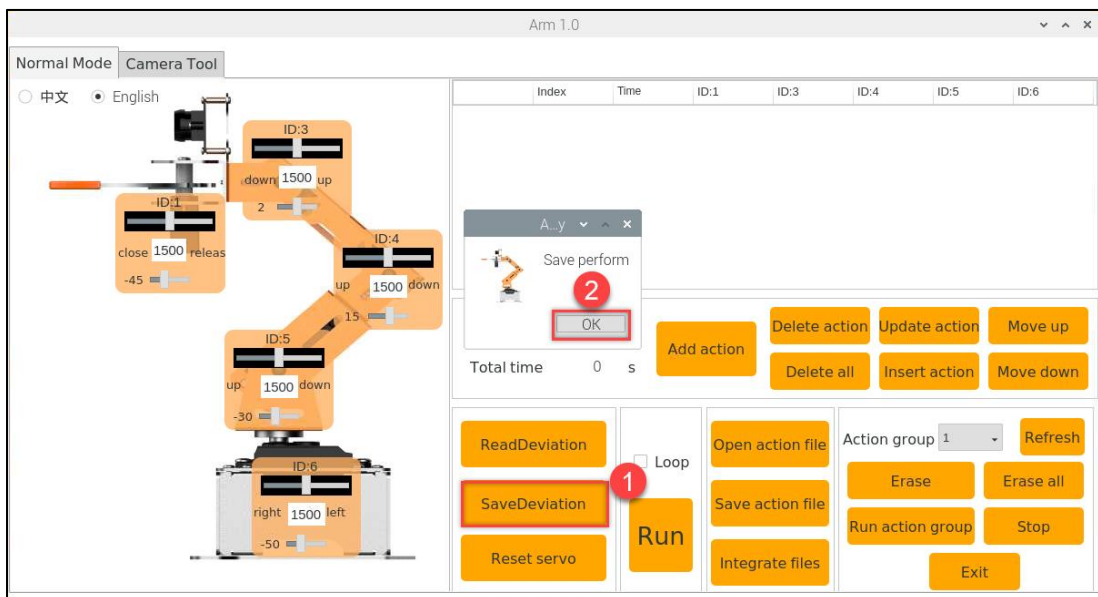 Arm 1.0
Normal Mode Camera Tool
中文 English
Index Time ID:1 ID:3 ID:4 ID:5 ID:6
ID:3
down 1500 up
2
ID:1
close 1500 releas
-45
ID:4
up 1500 down
15
ID:5
up 1500 down
-30
ID:6
right 1500 left
-50
A...y
Save perform
2
OK
Total time 0 s
Add action
Delete action Update action Move up
Delete all Insert action Move down
ReadDeviation
1
SaveDeviation
Reset servo
Loop
Run
Open action file
Save action file
Integrate files
Action group 1 Refresh
Erase Erase all
Run action group Stop
Exit